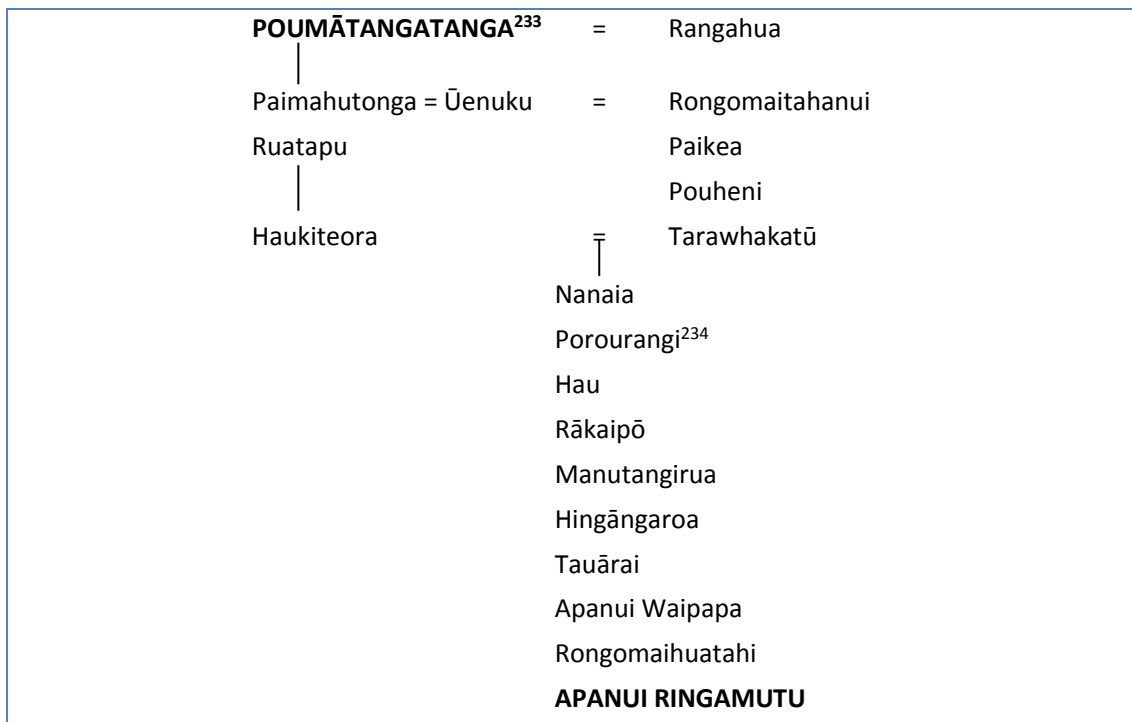 POUMĀTANGATANGA²³³ = Rangahua
Paimahutonga = Ūenuku = Rongomaitahanui
Ruatapu Paikea
Pouheni
Haukiteora = Tarawhakatū
Nanaia
Porourangi²³⁴
Hau
Rākaipō
Manutangirua
Hingāngaroa
Tauārai
Apanui Waipapa
Rongomaihuatahi
APANUI RINGAMUTU